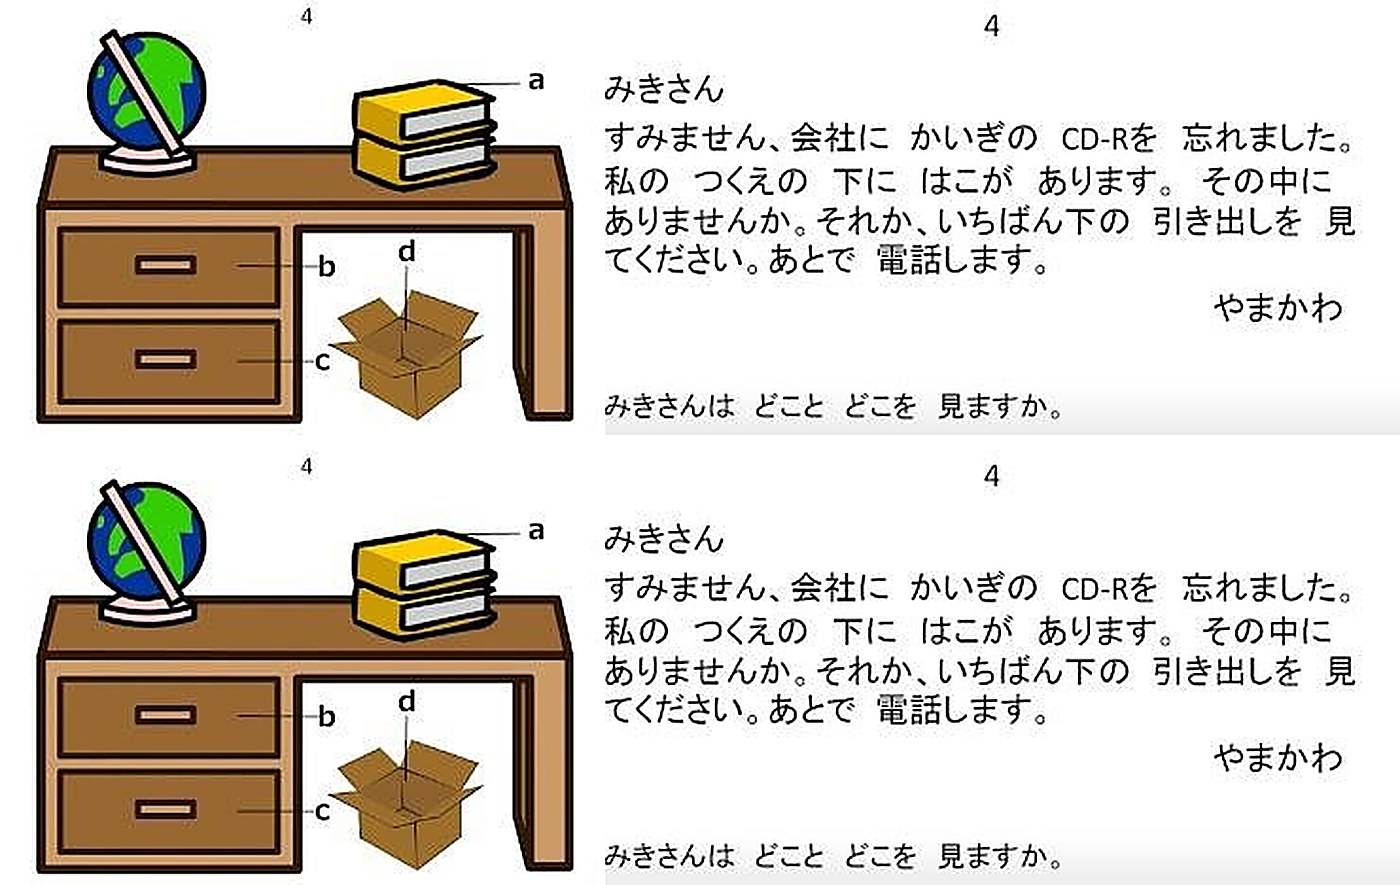 4
a
b
d
c
4
みきさん
すみません、会社に かいぎの CD-Rを 忘れました。
私の つくえの 下に はこが あります。 その中に
ありませんか。それか、いちばん下の 引き出しを 見
てください。あとで 電話します。
やまかわ
みきさんは どこと どこを 見ますか。
4
a
b
d
c
4
みきさん
すみません、会社に かいぎの CD-Rを 忘れました。
私の つくえの 下に はこが あります。 その中に
ありませんか。それか、いちばん下の 引き出しを 見
てください。あとで 電話します。
やまかわ
みきさんは どこと どこを 見ますか。